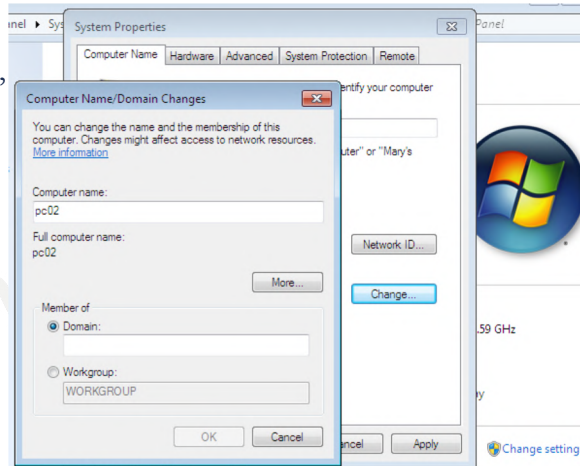 anel ▸ Sys
System Properties
Panel
Computer Name Hardware Advanced System Protection Remote
entify your computer
Computer Name/Domain Changes
You can change the name and the membership of this
computer. Changes might affect access to network resources.
More information
uter" or "Mary's
Computer name:
pc02
Full computer name:
pc02
Network ID...
More...
Change...
Member of
Domain:
.59 GHz
Workgroup:
WORKGROUP
ay
OK Cancel
ancel Apply
Change setting